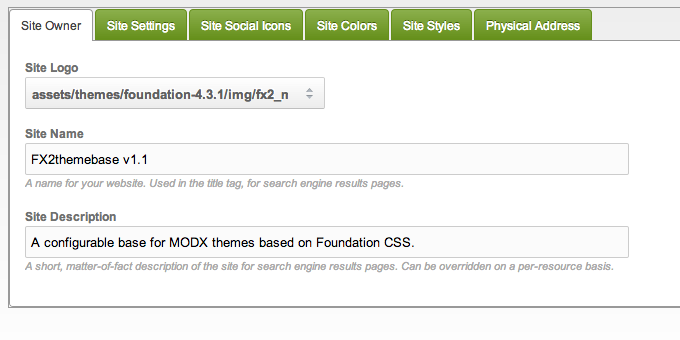 Site Owner Site Settings Site Social Icons Site Colors Site Styles Physical Address
Site Logo
assets/themes/foundation-4.3.1/img/fx2_n
Site Name
FX2themebase v1.1
A name for your website. Used in the title tag, for search engine results pages.
Site Description
A configurable base for MODX themes based on Foundation CSS.
A short, matter-of-fact description of the site for search engine results pages. Can be overridden on a per-resource basis.